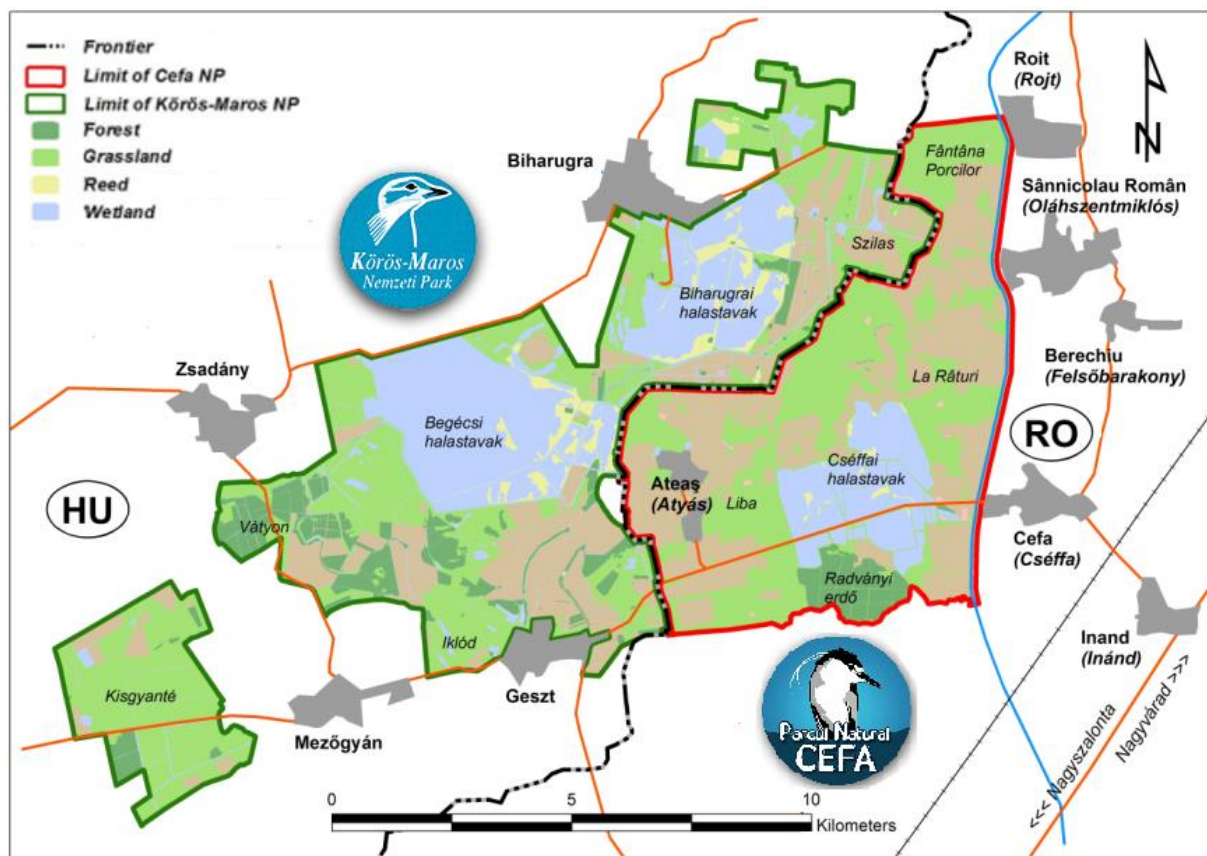 Frontier
Limit of Cefa NP
Limit of Körös-Maros NP
Forest
Grassland
Reed
Wetland
Körös-Maros
Nemzeti Park
Biharugra
Fântâna
Porcilor
Roit
(Rojt)
N
Sânnicolau Român
(Oláhszentmiklós)
Szilas
Biharugrai
halastavak
Berechiu
(Felsőbarakony)
La Râturi
Zsadány
Begécsi
halastavak
RO
Cséffai
halastavak
Ateaş
(Atyás)
Liba
HU
Vátyon
Cefa
(Cséffa)
Radványi
erdő
Iklód
Inand
(Inánd)
Kisgyanté
Geszt
Mezőgyán
Parcul Natural
CEFA
<<< Nagyszalonta
Nagyvárad >>>
0 5 10
Kilometers